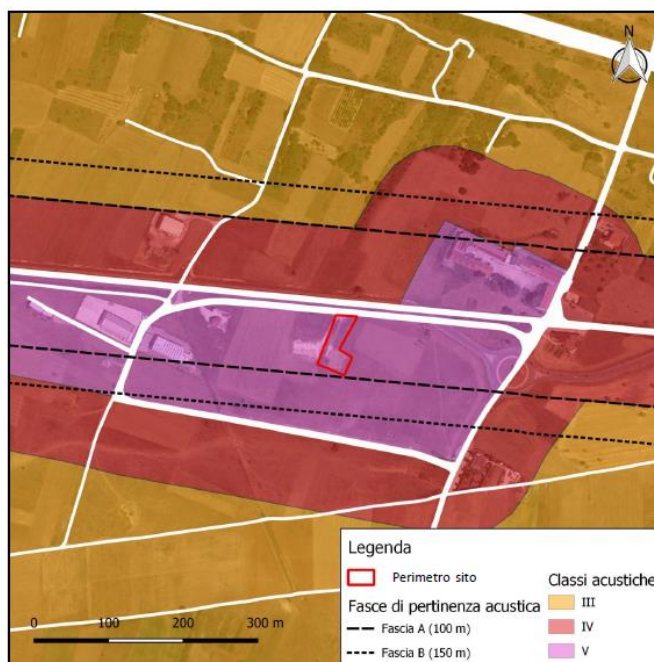 N
Legenda
Perimetro sito
Fasce di pertinenza acustica
Fascia A (100 m)
Fascia B (150 m)
Classi acustiche
III
IV
V
0 100 200 300 m